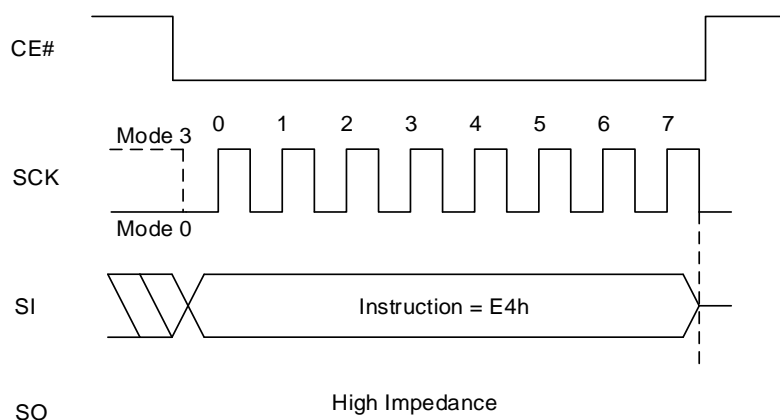 CE#
0 1 2 3 4 5 6 7
Mode 3
SCK
Mode 0
SI
Instruction = E4h
High Impedance
SO